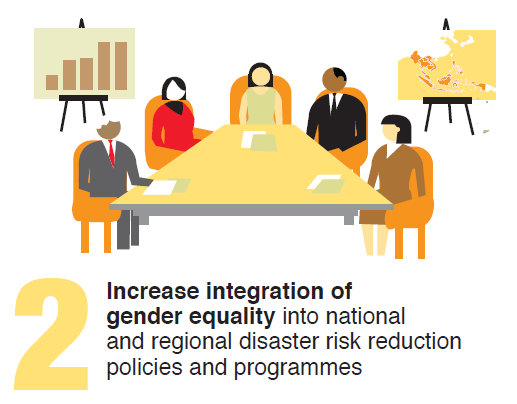 2
Increase integration of
gender equality into national
and regional disaster risk reduction
policies and programmes